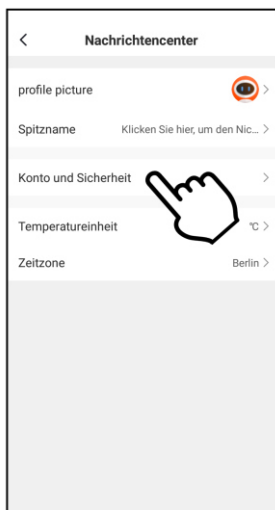 Nachrichtencenter
profile picture
Spitzname Klicken Sie hier, um den Nic...
Konto und Sicherheit
Temperatureinheit °C
Zeitzone Berlin